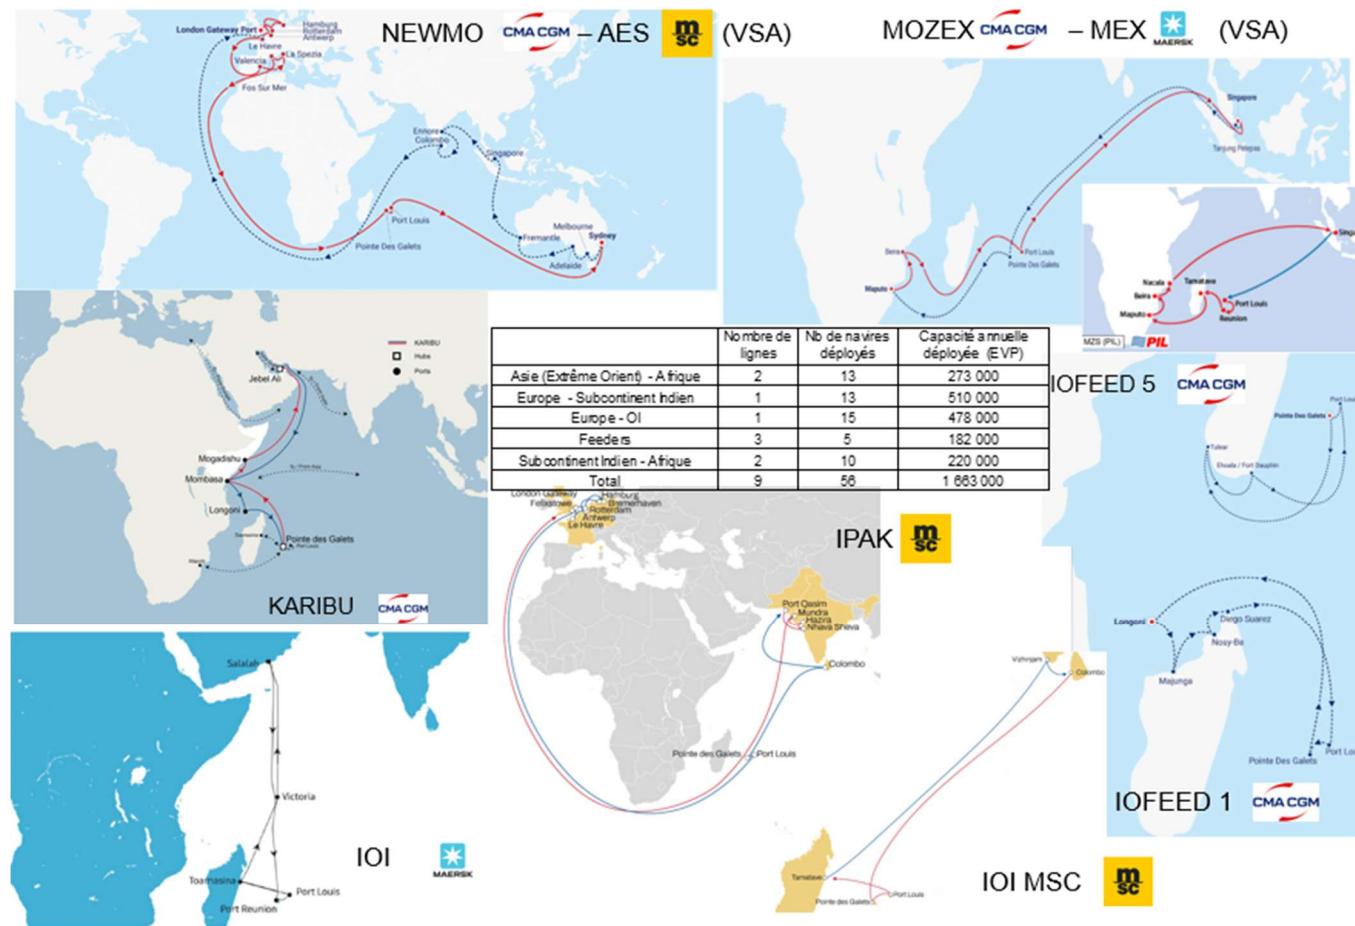 NEWMO CMA CGM – AES msc (VSA)
MOZEX CMA CGM – MEX MAERSK (VSA)
London Gateway Port
Hamburg
Rotterdam
Antwerp
Le Havre
La Spezia
Valencia
Fos Sur Mer
Ennore
Colombo
Singapore
Port Louis
Pointe Des Galets
Melbourne
Sydney
Fremantle
Adelaide
Singapore
Tanjung Pelepas
Beira
Port Louis
Pointe Des Galets
Maputo
Nacala
Tamatave
Beira
Port Louis
Maputo
Reunion
MZS (PIL) PIL
KARIBU
Hubs
Ports
Jebel Ali
Mogadishu
Mombasa
Longoni
Pointe des Galets
Port Louis
KARIBU CMA CGM
Nombre de lignes Nb de navires déployés Capacité annuelle déployée (EVP)
Asie (Extrême Orient) - Afrique 2 13 273 000
Europe - Subcontinent Indien 1 13 510 000
Europe - OI 1 15 478 000
Feeders 3 5 182 000
Subcontinent Indien - Afrique 2 10 220 000
Total 9 56 1 663 000
IOFEED 5 CMA CGM
Pointe Des Galets
Tulear
Ehoala / Fort Dauphin
London Gateway
Hamburg
Felixstowe
Bremerhaven
Rotterdam
Antwerp
Le Havre
IPAK msc
Port Qasim
Mundra
Hazira
Nhava Sheva
Colombo
Pointe des Galets
Port Louis
Longoni
Diego Suarez
Nosy-Be
Majunga
Pointe Des Galets
IOFEED 1 CMA CGM
Salalah
Victoria
Toamasina
Port Louis
Port Reunion
IOI MAERSK
Vizhinjam
Colombo
Tamatave
Port Louis
Pointe des Galets
IOI MSC msc